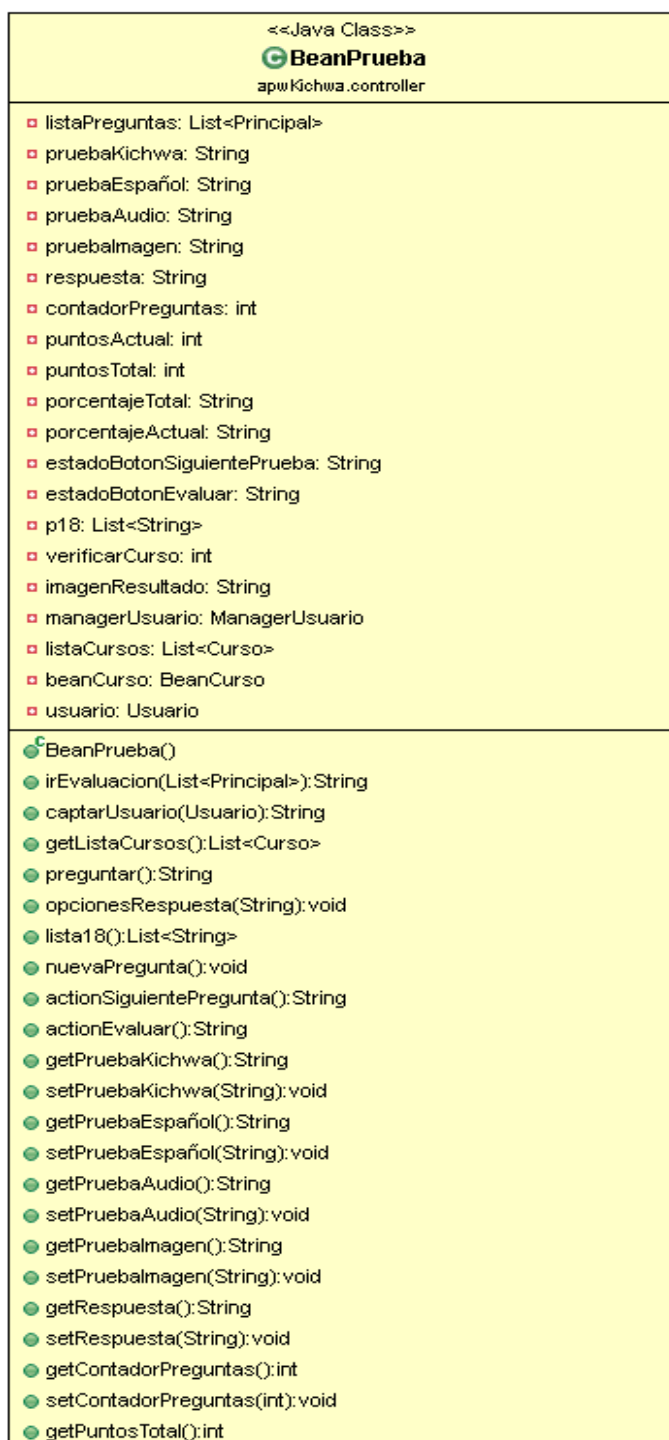 <<Java Class>>
BeanPrueba
apwKichwa.controller
listaPreguntas: List<Principal>
pruebaKichwa: String
pruebaEspañol: String
pruebaAudio: String
pruebaImagen: String
respuesta: String
contadorPreguntas: int
puntosActual: int
puntosTotal: int
porcentajeTotal: String
porcentajeActual: String
estadoBotonSiguientePrueba: String
estadoBotonEvaluar: String
p18: List<String>
verificarCurso: int
imagenResultado: String
managerUsuario: ManagerUsuario
listaCursos: List<Curso>
beanCurso: BeanCurso
usuario: Usuario
BeanPrueba()
irEvaluacion(List<Principal>):String
captarUsuario(Usuario):String
getListaCursos():List<Curso>
preguntar():String
opcionesRespuesta(String):void
lista18():List<String>
nuevaPregunta():void
actionSiguientePregunta():String
actionEvaluar():String
getPruebaKichwa():String
setPruebaKichwa(String):void
getPruebaEspañol():String
setPruebaEspañol(String):void
getPruebaAudio():String
setPruebaAudio(String):void
getPruebaImagen():String
setPruebaImagen(String):void
getRespuesta():String
setRespuesta(String):void
getContadorPreguntas():int
setContadorPreguntas(int):void
getPuntosTotal():int